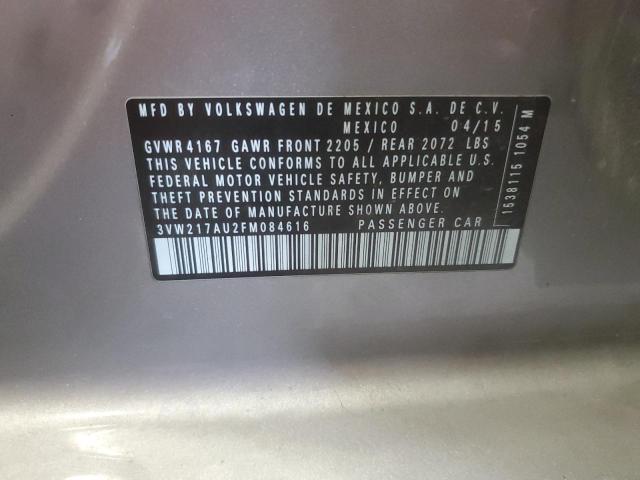 MFD BY VOLKSWAGEN DE MEXICO S.A. DE C.V.
MEXICO 04/15
GVWR 4167 GAWR FRONT 2205 / REAR 2072 LBS
THIS VEHICLE CONFORMS TO ALL APPLICABLE U.S.
FEDERAL MOTOR VEHICLE SAFETY, BUMPER AND
THEFT PREVENTION STANDARDS IN EFFECT ON
THE DATE OF MANUFACTURE SHOWN ABOVE
3VW217AU2FM084616 PASSENGER CAR
1538115 1054 M